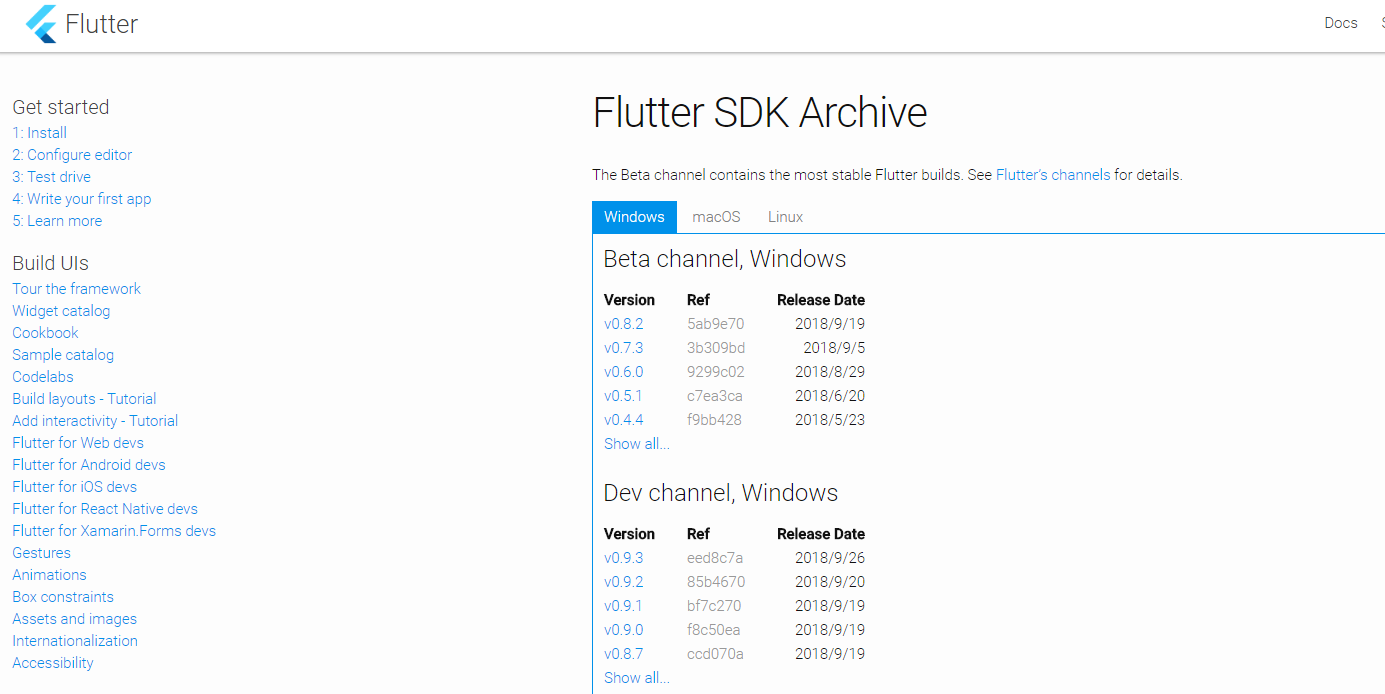 Flutter
Docs
Get started
1: Install
2: Configure editor
3: Test drive
4: Write your first app
5: Learn more
Build UIs
Tour the framework
Widget catalog
Cookbook
Sample catalog
Codelabs
Build layouts - Tutorial
Add interactivity - Tutorial
Flutter for Web devs
Flutter for Android devs
Flutter for iOS devs
Flutter for React Native devs
Flutter for Xamarin.Forms devs
Gestures
Animations
Box constraints
Assets and images
Internationalization
Accessibility
Flutter SDK Archive
The Beta channel contains the most stable Flutter builds. See Flutter’s channels for details.
Windows macOS Linux
Beta channel, Windows
Version Ref Release Date
v0.8.2 5ab9e70 2018/9/19
v0.7.3 3b309bd 2018/9/5
v0.6.0 9299c02 2018/8/29
v0.5.1 c7ea3ca 2018/6/20
v0.4.4 f9bb428 2018/5/23
Show all...
Dev channel, Windows
Version Ref Release Date
v0.9.3 eed8c7a 2018/9/26
v0.9.2 85b4670 2018/9/20
v0.9.1 bf7c270 2018/9/19
v0.9.0 f8c50ea 2018/9/19
v0.8.7 ccd070a 2018/9/19
Show all...